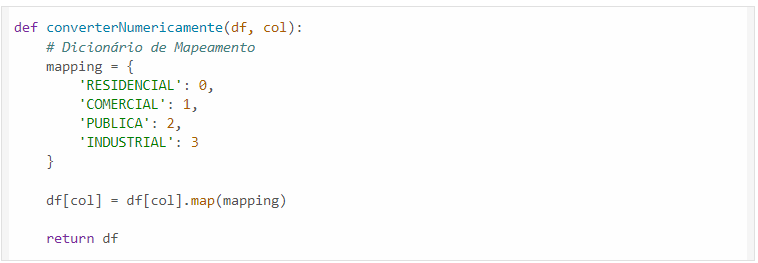 def converterNumericamente(df, col):
    # Dicionário de Mapeamento
    mapping = {
        'RESIDENCIAL': 0,
        'COMERCIAL': 1,
        'PUBLICA': 2,
        'INDUSTRIAL': 3
    }

    df[col] = df[col].map(mapping)

    return df